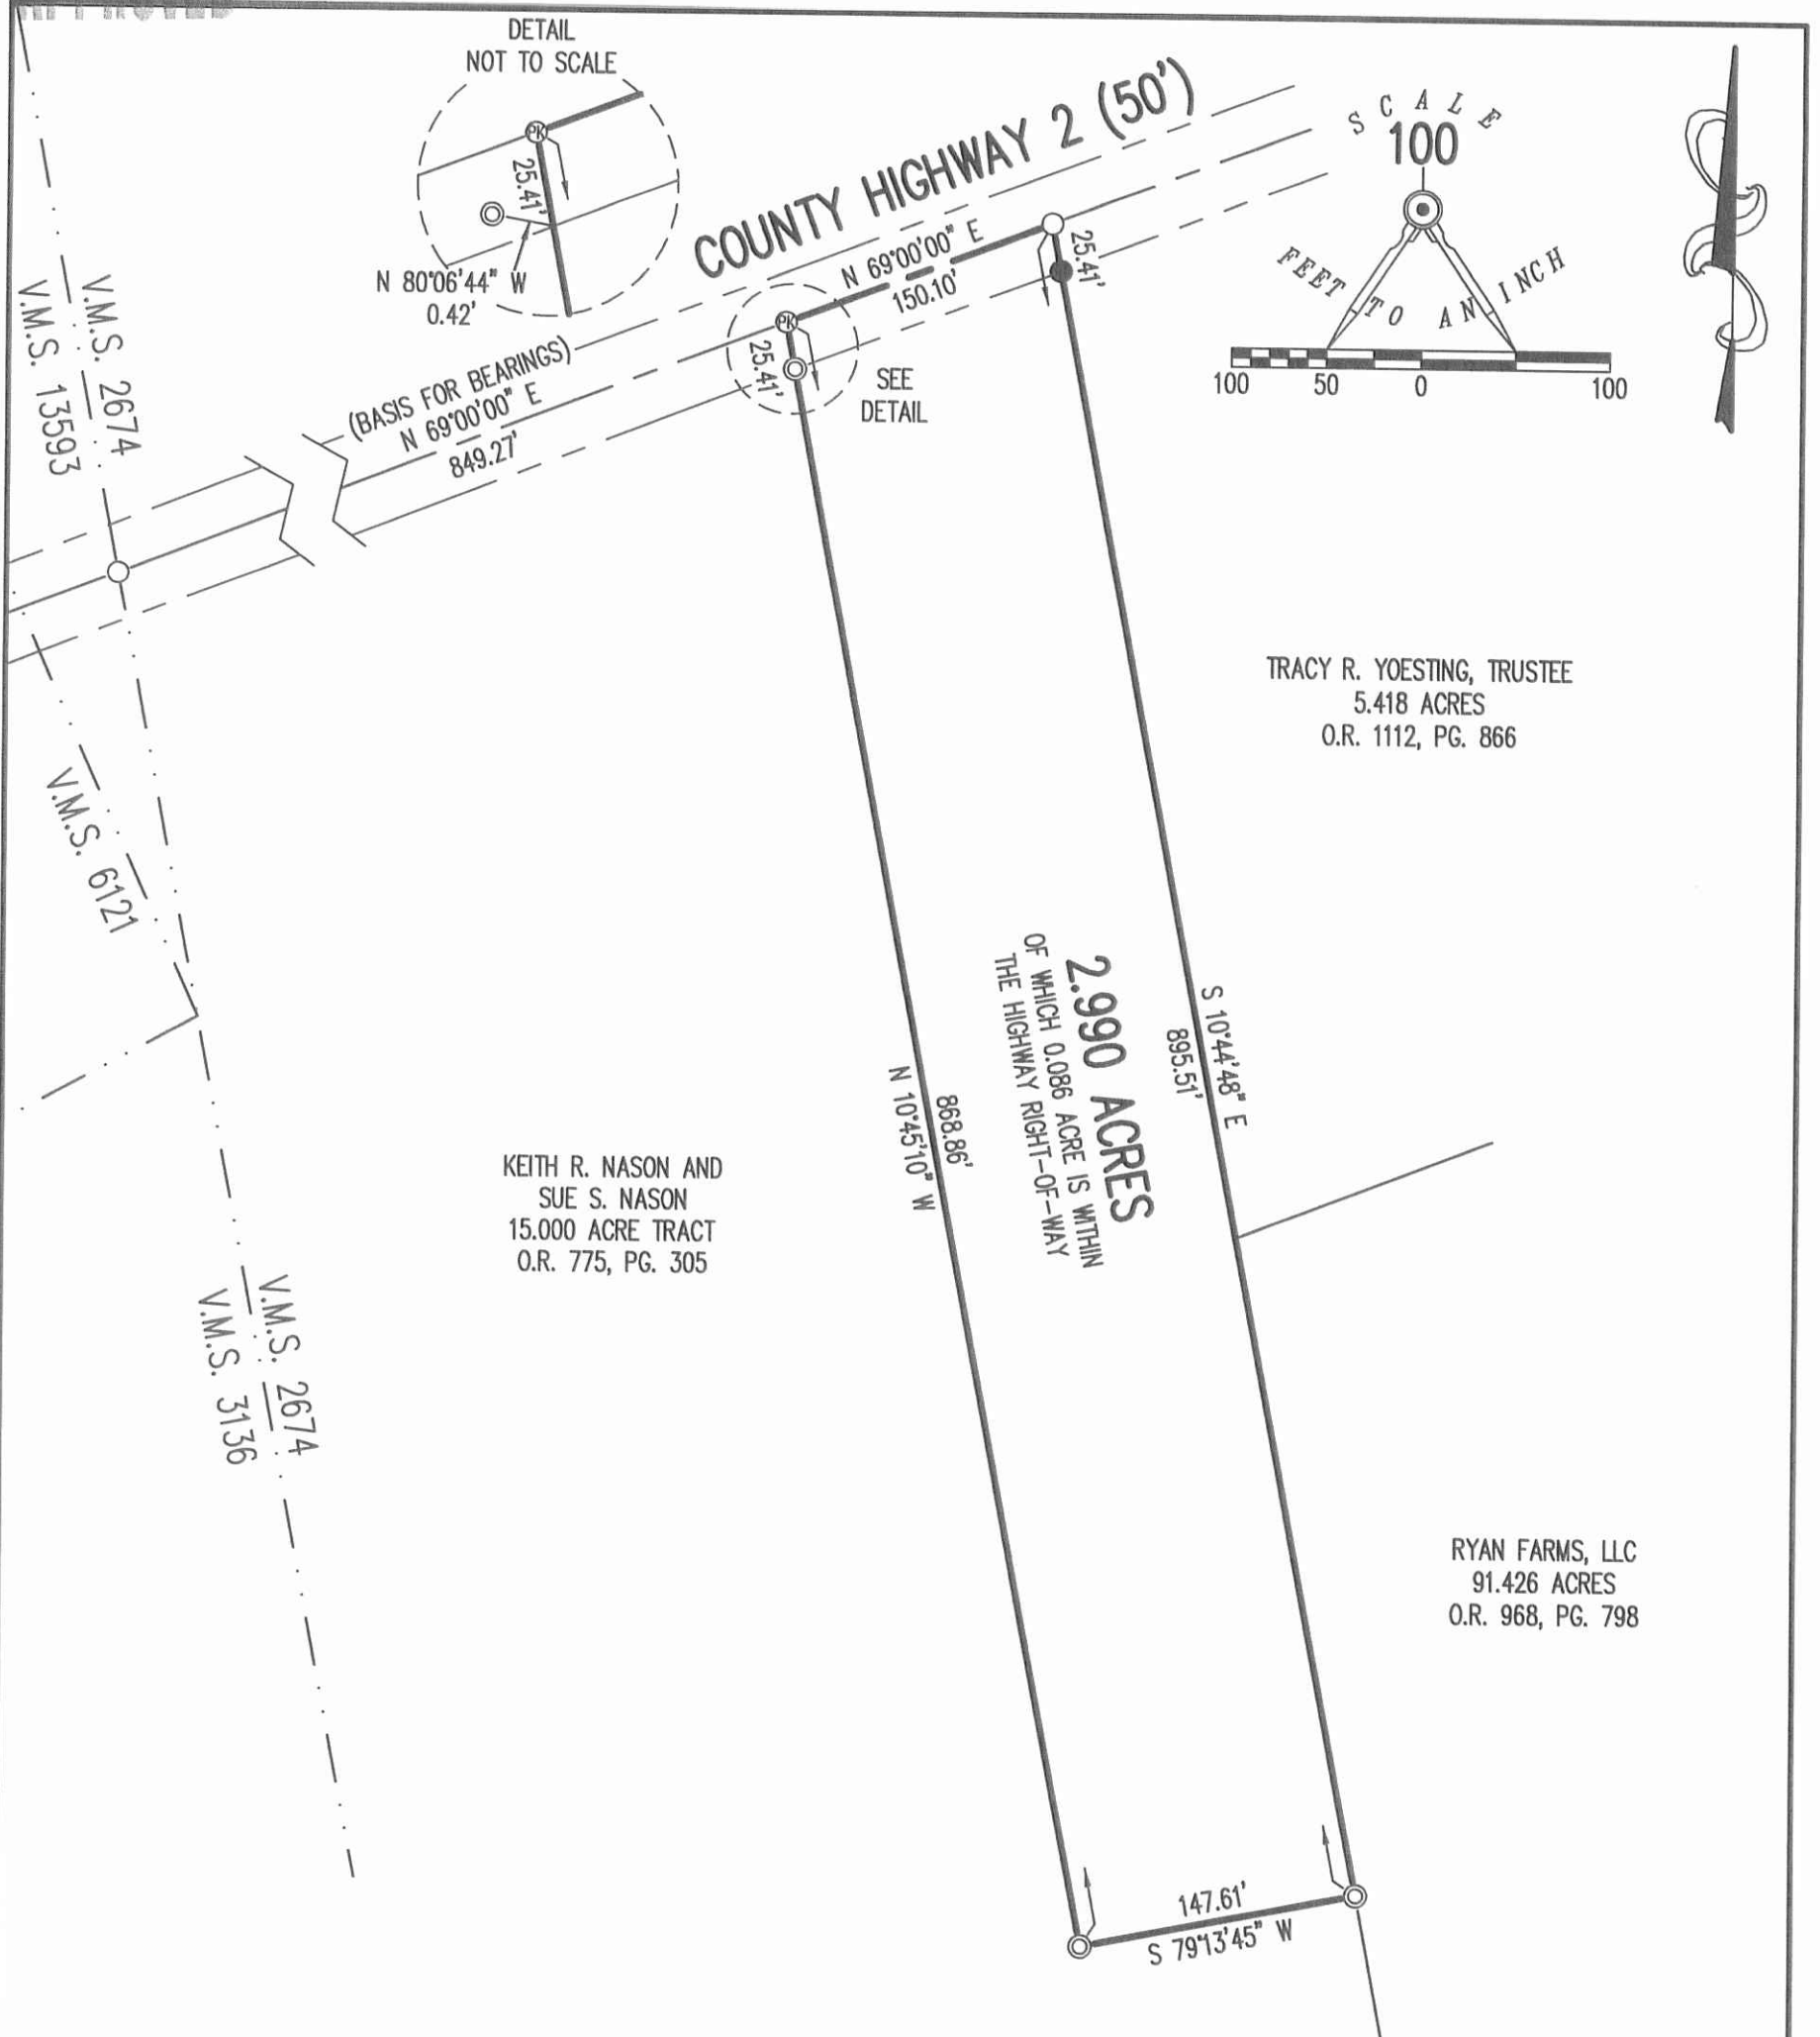 DETAIL
NOT TO SCALE
PK
25.41'
N 80°06'44" W
0.42'
COUNTY HIGHWAY 2 (50')
SCALE
100
FEET TO AN INCH
100 50 0 100
N 69°00'00" E
150.10'
25.41'
PK
25.41'
SEE
DETAIL
(BASIS FOR BEARINGS)
N 69°00'00" E
849.27'
V.M.S. 2674
V.M.S. 13593
V.M.S. 6121
TRACY R. YOESTING, TRUSTEE
5.418 ACRES
O.R. 1112, PG. 866
2.990 ACRES
OF WHICH 0.086 ACRE IS WITHIN
THE HIGHWAY RIGHT-OF-WAY
S 10°44'48" E
895.51'
868.86'
N 10°45'10" W
KEITH R. NASON AND
SUE S. NASON
15.000 ACRE TRACT
O.R. 775, PG. 305
V.M.S. 2674
V.M.S. 3136
RYAN FARMS, LLC
91.426 ACRES
O.R. 968, PG. 798
147.61'
S 79°13'45" W